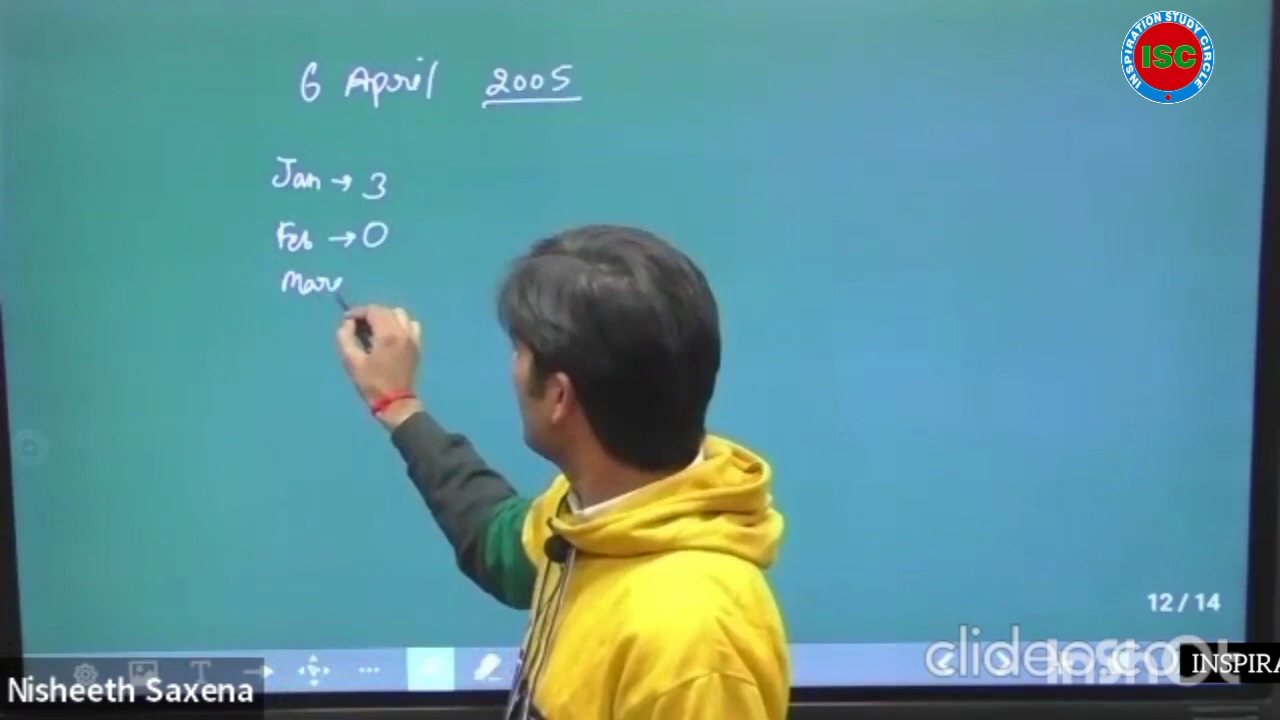 6 April 2005
INSPIRATION STUDY CIRCLE
ISC
Jan → 3
Feb → 0
Mar
12 / 14
T
Nisheeth Saxena
INSPIRA